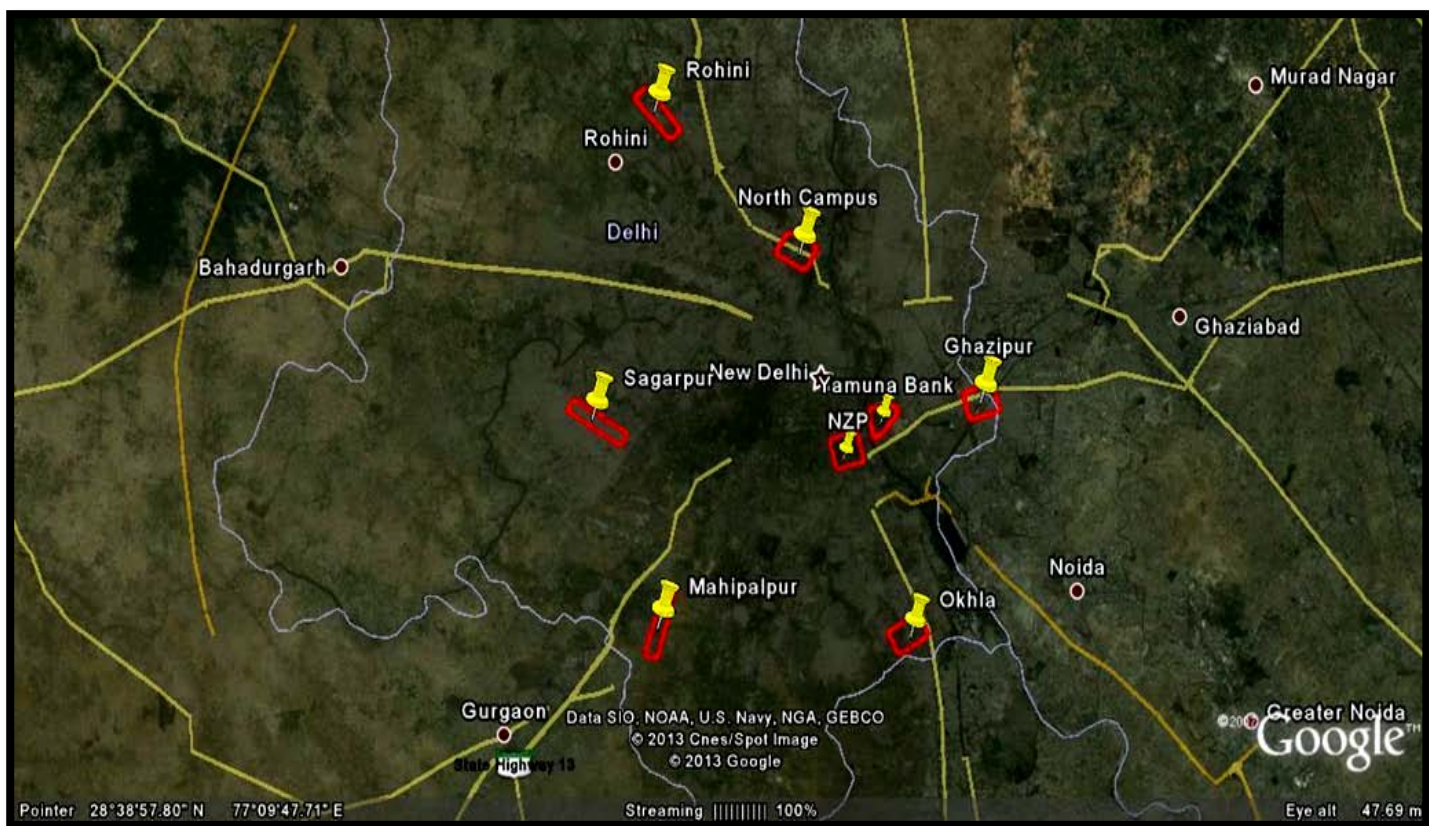 Rohini
Murad Nagar
Rohini
North Campus
Delhi
Bahadurgarh
Ghaziabad
Ghazipur
Sagarpur
New Delhi
Yamuna Bank
NZP
Noida
Mahipalpur
Okhla
Gurgaon
Data SIO, NOAA, U.S. Navy, NGA, GEBCO
© 2013 Cnes/Spot Image
© 2013 Google
State Highway 13
Greater Noida
Google™
Pointer 28°38'57.80" N 77°09'47.71" E
Streaming |||||||||| 100%
Eye alt 47.69 m